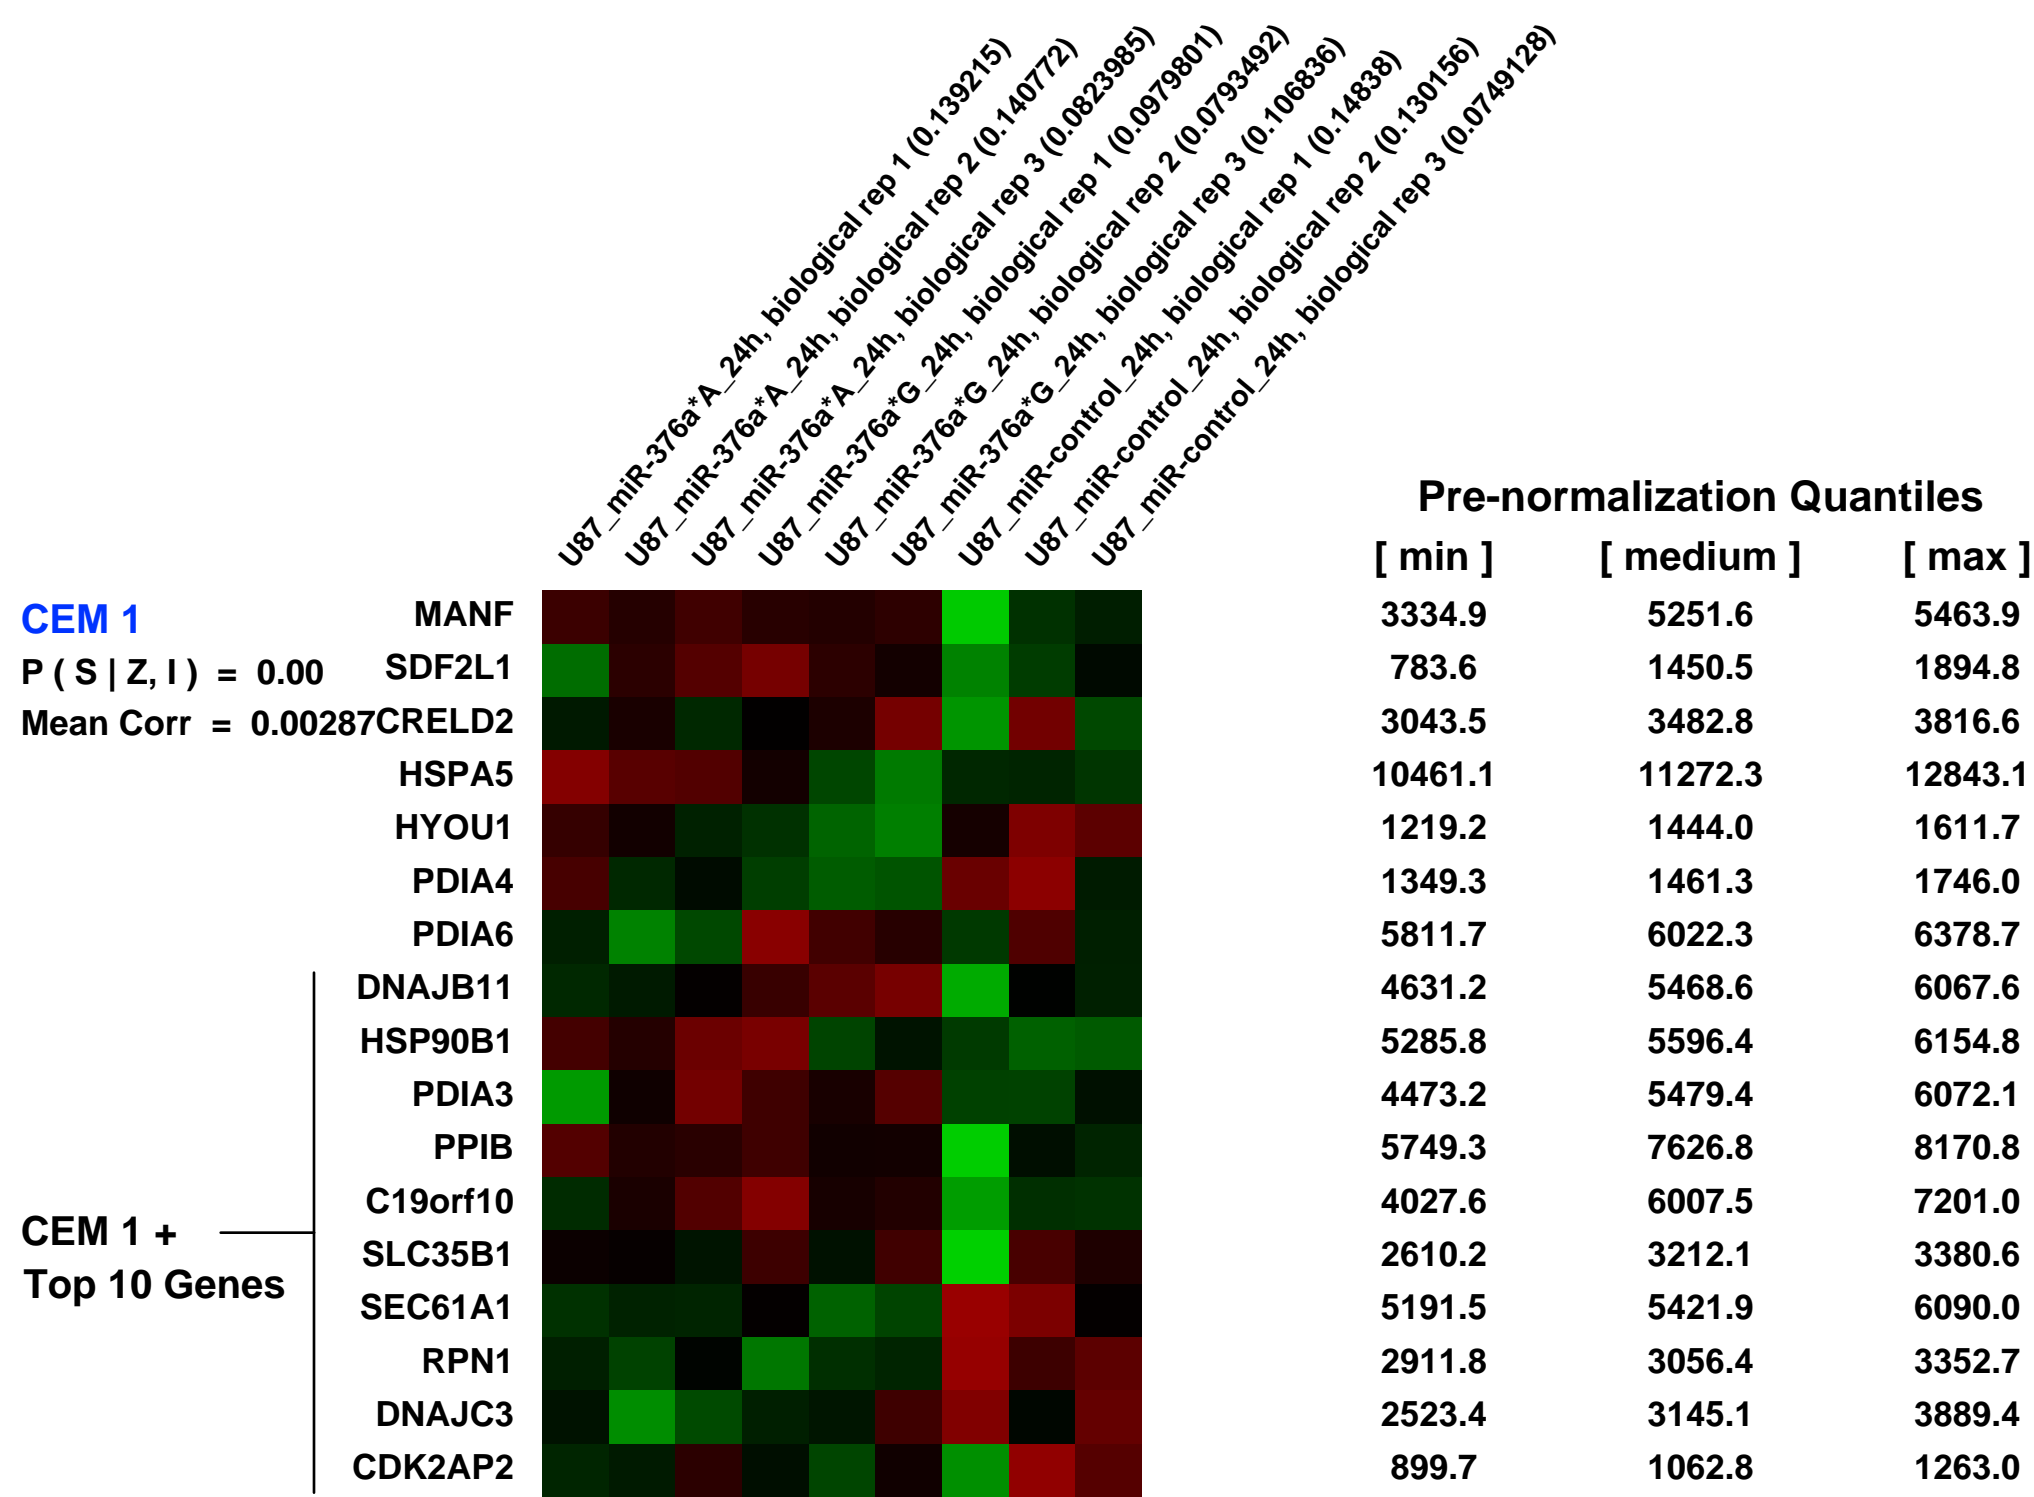 U87_miR-376a*A_24h, biological rep 1 (0.139215)
U87_miR-376a*A_24h, biological rep 2 (0.140772)
U87_miR-376a*A_24h, biological rep 3 (0.0823985)
U87_miR-376a*G_24h, biological rep 1 (0.0979801)
U87_miR-376a*G_24h, biological rep 2 (0.0793492)
U87_miR-376a*G_24h, biological rep 3 (0.106836)
U87_miR-control_24h, biological rep 1 (0.14838)
U87_miR-control_24h, biological rep 2 (0.130156)
U87_miR-control_24h, biological rep 3 (0.0749128)
Pre-normalization Quantiles
[ min ] [ medium ] [ max ]
CEM 1 MANF 3334.9 5251.6 5463.9
P ( S | Z, I ) = 0.00 SDF2L1 783.6 1450.5 1894.8
Mean Corr = 0.00287 CRELD2 3043.5 3482.8 3816.6
HSPA5 10461.1 11272.3 12843.1
HYOU1 1219.2 1444.0 1611.7
PDIA4 1349.3 1461.3 1746.0
PDIA6 5811.7 6022.3 6378.7
DNAJB11 4631.2 5468.6 6067.6
HSP90B1 5285.8 5596.4 6154.8
PDIA3 4473.2 5479.4 6072.1
PPIB 5749.3 7626.8 8170.8
C19orf10 4027.6 6007.5 7201.0
CEM 1 +
SLC35B1 2610.2 3212.1 3380.6
Top 10 Genes
SEC61A1 5191.5 5421.9 6090.0
RPN1 2911.8 3056.4 3352.7
DNAJC3 2523.4 3145.1 3889.4
CDK2AP2 899.7 1062.8 1263.0